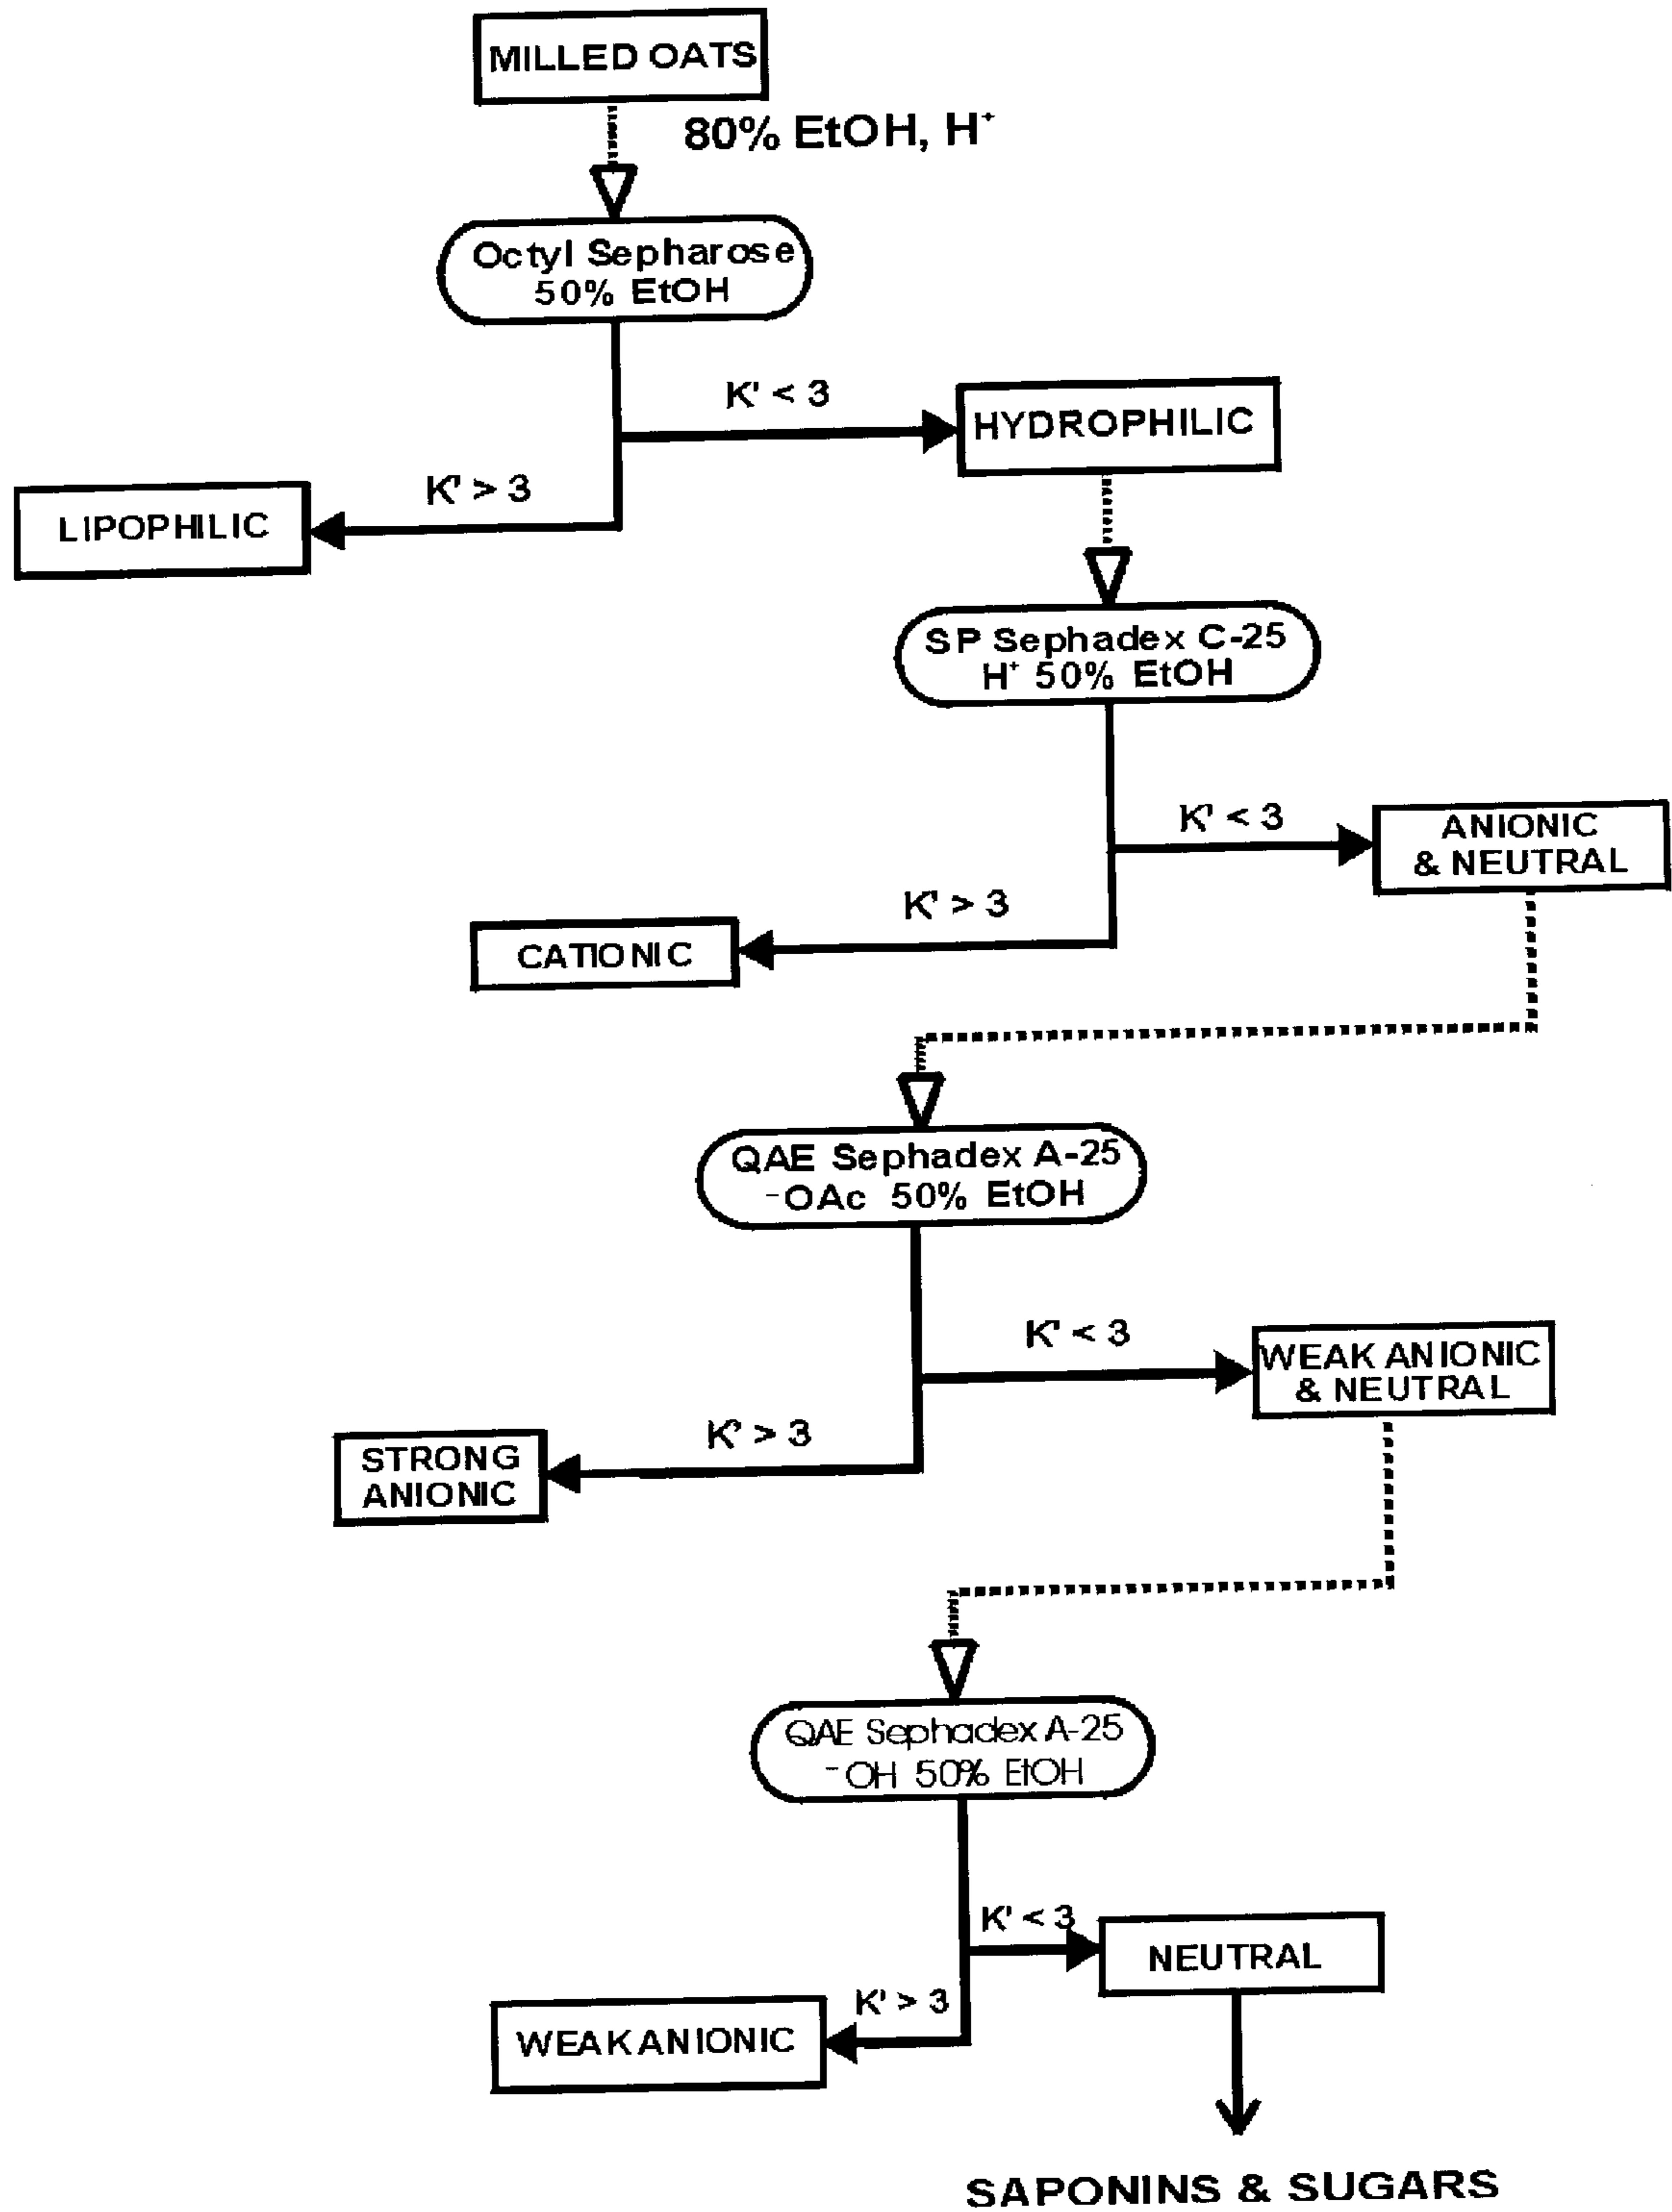 MILLED OATS
80% EtOH, H⁺
Octyl Sepharose
50% EtOH
K' < 3
HYDROPHILIC
K' > 3
LIPOPHILIC
SP Sephadex C-25
H⁺ 50% EtOH
K' < 3
ANIONIC
& NEUTRAL
K' > 3
CATIONIC
QAE Sephadex A-25
⁻OAc 50% EtOH
K' < 3
WEAK ANIONIC
& NEUTRAL
K' > 3
STRONG
ANIONIC
QAE Sephadex A-25
⁻OH 50% EtOH
K' < 3
NEUTRAL
K' > 3
WEAK ANIONIC
SAPONINS & SUGARS